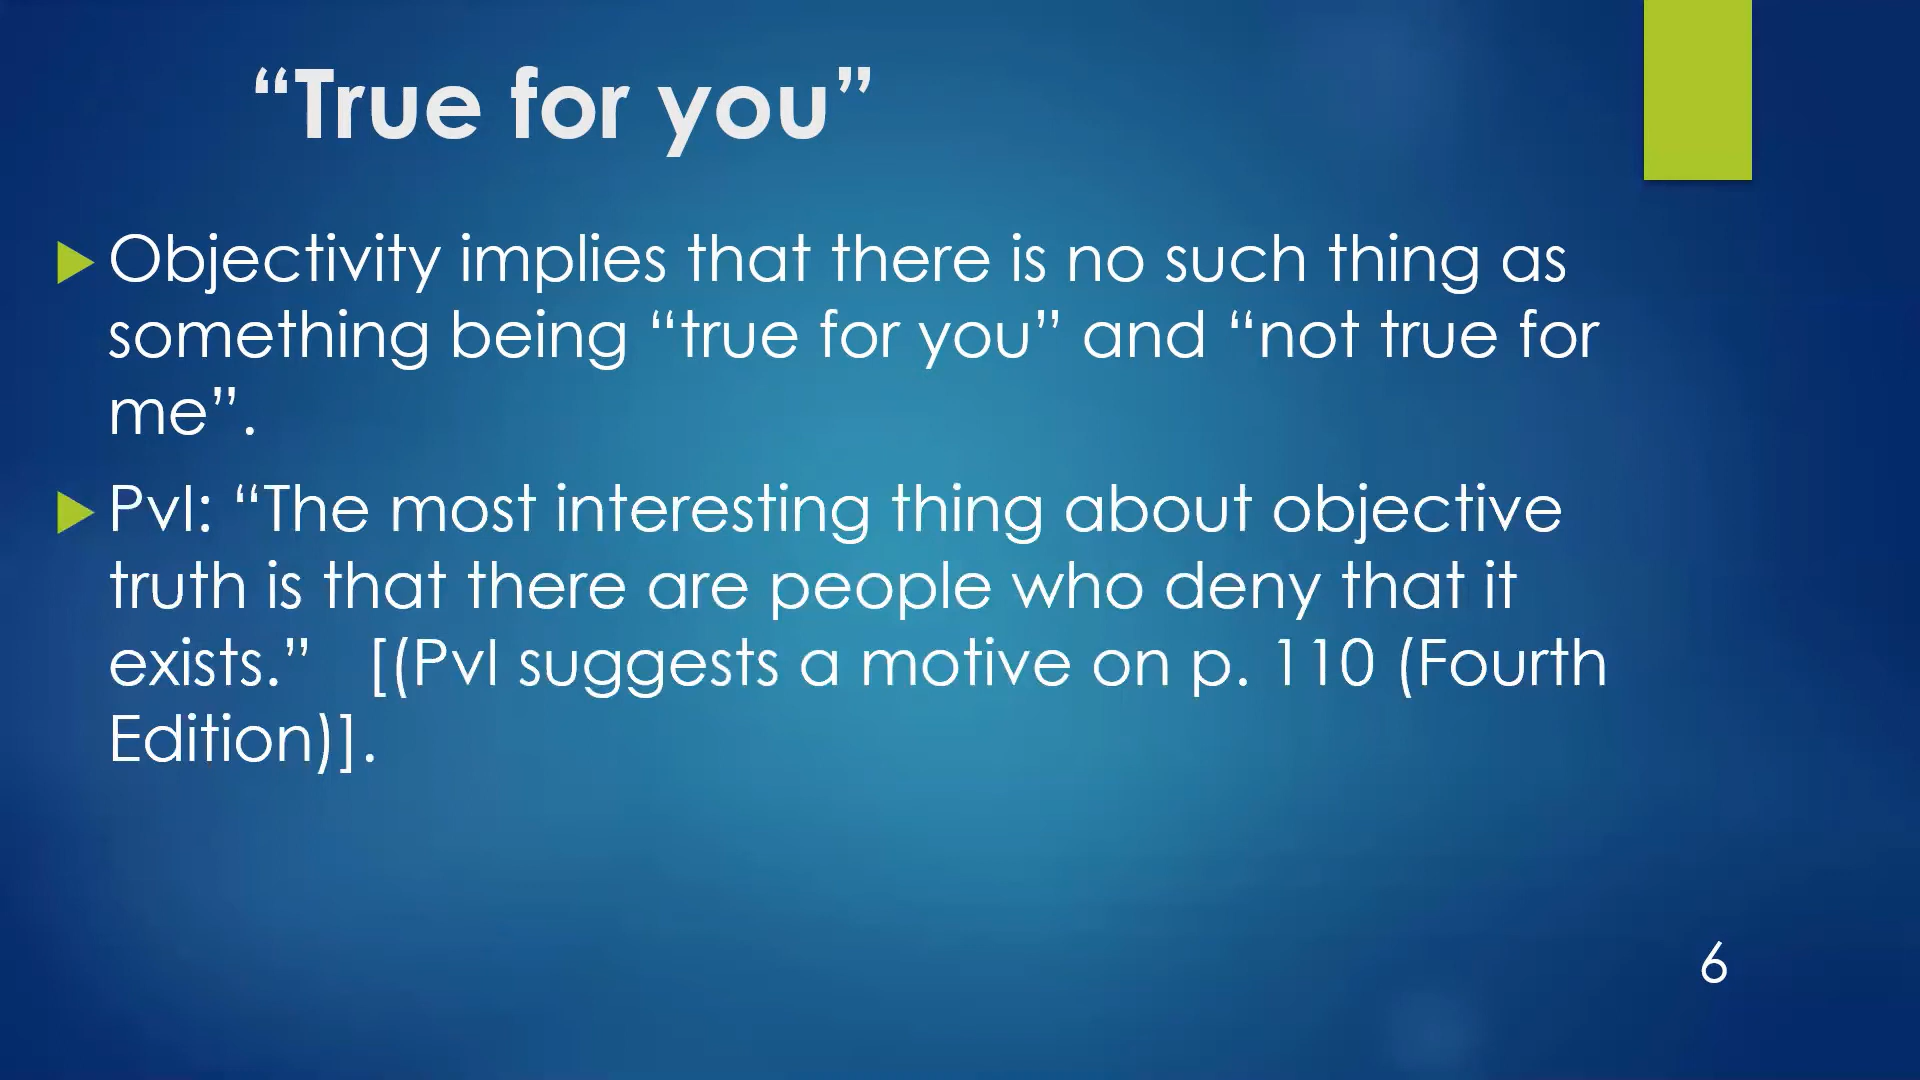 “True for you”
Objectivity implies that there is no such thing as
something being “true for you” and “not true for
me”.
PvI: “The most interesting thing about objective
truth is that there are people who deny that it
exists.”   [(PvI suggests a motive on p. 110 (Fourth
Edition)].
6